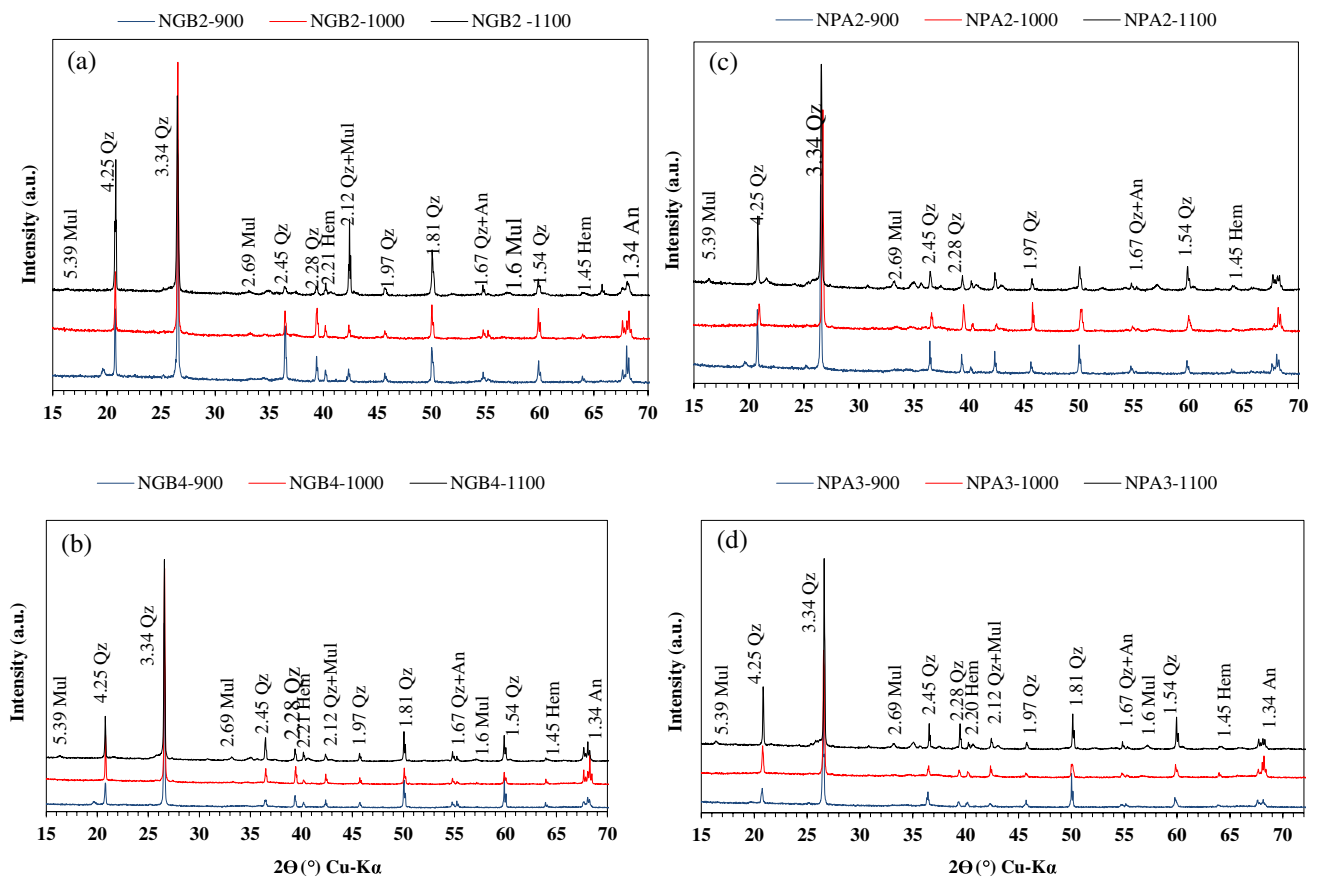 NGB2-900 NGB2-1000 NGB2 -1100
(a)
Intensity (a.u.)
5.39 Mul
4.25 Qz
3.34 Qz
2.69 Mul
2.45 Qz
2.28 Qz
2.21 Hem
2.12 Qz+Mul
1.97 Qz
1.81 Qz
1.67 Qz+An
1.6 Mul
1.54 Qz
1.45 Hem
1.34 An
15 20 25 30 35 40 45 50 55 60 65 70
NPA2-900 NPA2-1000 NPA2-1100
(c)
Intensity (a.u.)
5.39 Mul
4.25 Qz
3.34 Qz
2.69 Mul
2.45 Qz
2.28 Qz
1.97 Qz
1.67 Qz+An
1.54 Qz
1.45 Hem
15 20 25 30 35 40 45 50 55 60 65 70
NGB4-900 NGB4-1000 NGB4-1100
(b)
Intensity (a.u.)
5.39 Mul
4.25 Qz
3.34 Qz
2.69 Mul
2.45 Qz
2.28 Qz
2.21 Hem
2.12 Qz+Mul
1.97 Qz
1.81 Qz
1.67 Qz+An
1.6 Mul
1.54 Qz
1.45 Hem
1.34 An
15 20 25 30 35 40 45 50 55 60 65 70
2ϴ (°) Cu-Kα
NPA3-900 NPA3-1000 NPA3-1100
(d)
Intensity (a.u.)
5.39 Mul
4.25 Qz
3.34 Qz
2.69 Mul
2.45 Qz
2.28 Qz
2.20 Hem
2.12 Qz+Mul
1.97 Qz
1.81 Qz
1.67 Qz+An
1.6 Mul
1.54 Qz
1.45 Hem
1.34 An
15 20 25 30 35 40 45 50 55 60 65 70
2ϴ (°) Cu-Kα